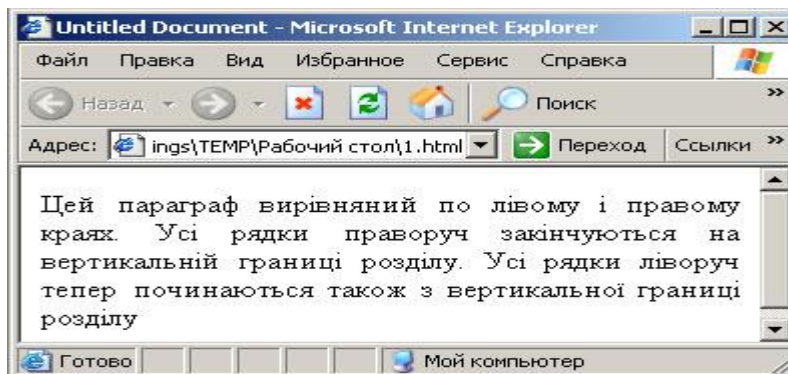 Untitled Document - Microsoft Internet Explorer
Файл Правка Вид Избранное Сервис Справка
Назад Поиск »
Адрес: ings\TEMP\Рабочий стол\1.html Переход Ссылки »
Цей параграф вирівняний по лівому і правому
краях. Усі рядки праворуч закінчуються на
вертикальній границі розділу. Усі рядки ліворуч
тепер починаються також з вертикальної границі
розділу
Готово Мой компьютер